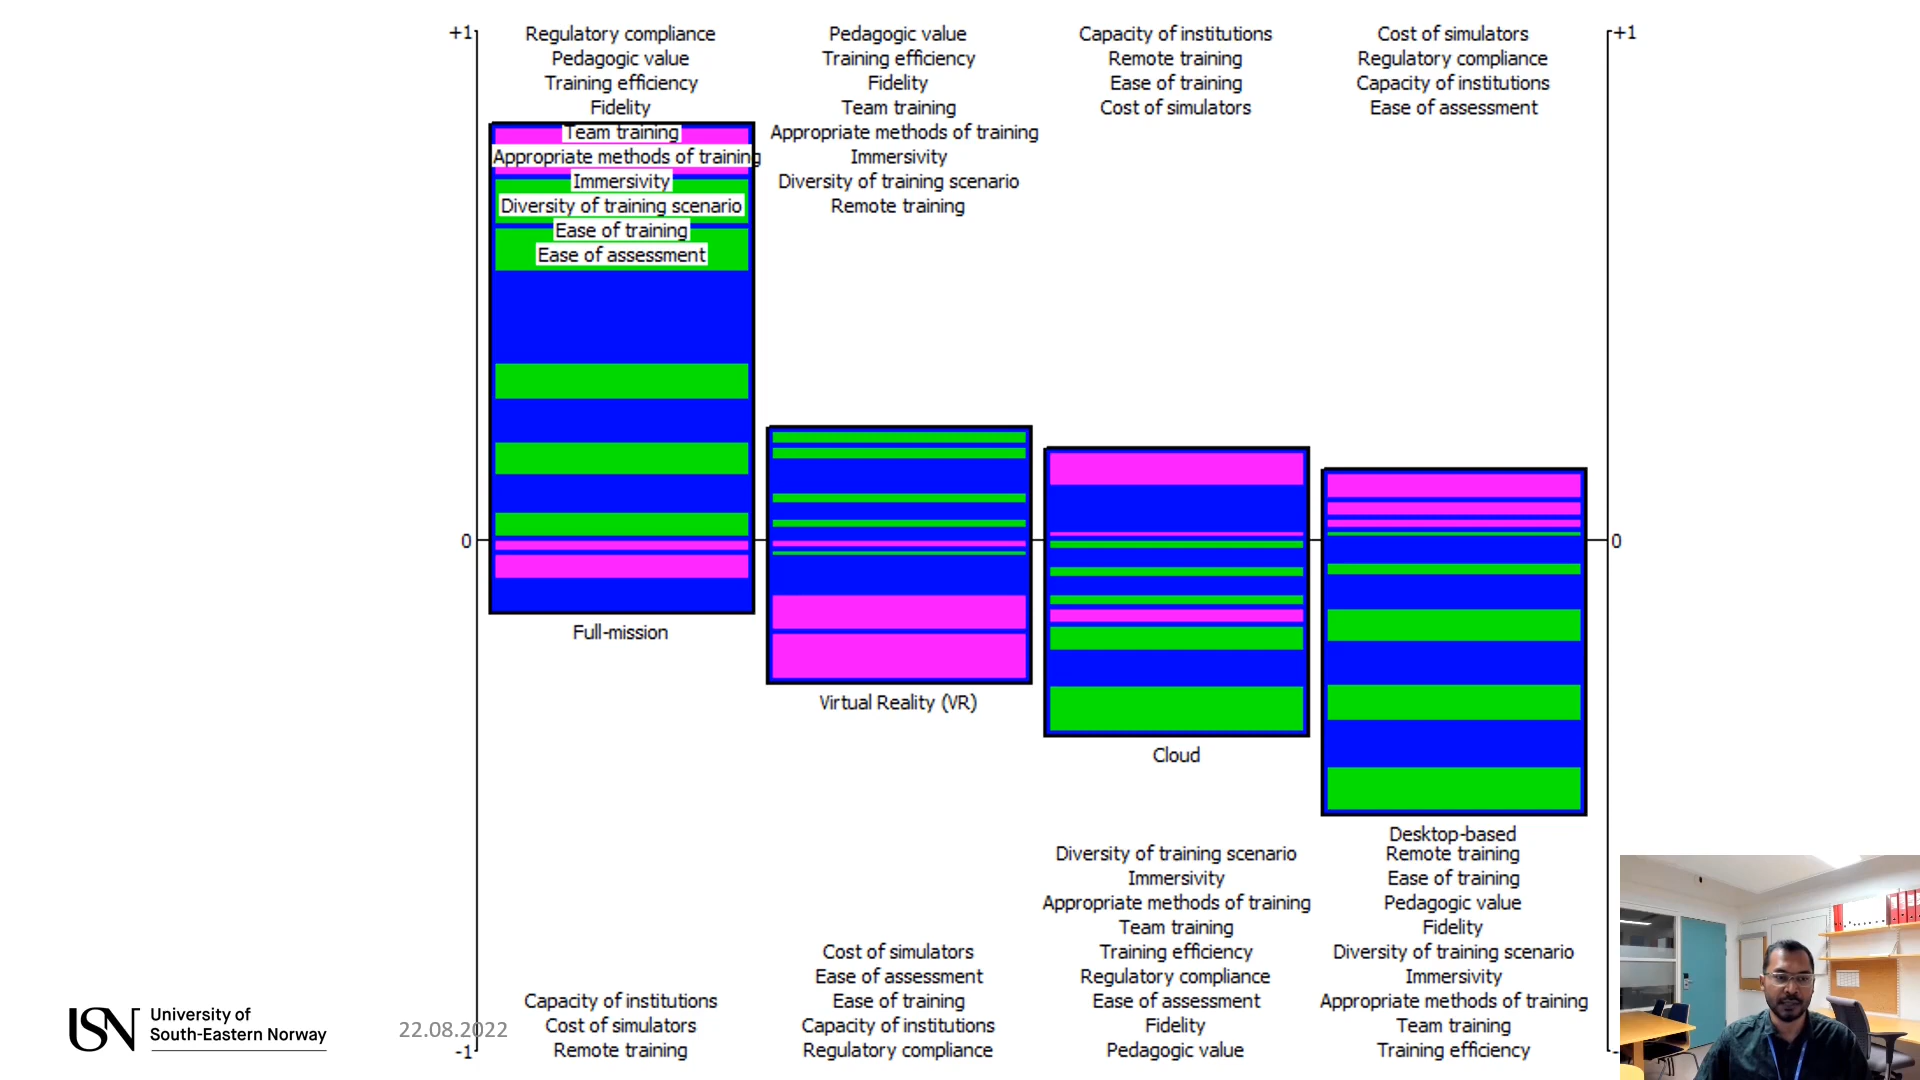 +1
Regulatory compliance
Pedagogic value
Training efficiency
Fidelity
Team training
Appropriate methods of training
Immersivity
Diversity of training scenario
Ease of training
Ease of assessment
Pedagogic value
Training efficiency
Fidelity
Team training
Appropriate methods of training
Immersivity
Diversity of training scenario
Remote training
Capacity of institutions
Remote training
Ease of training
Cost of simulators
Cost of simulators
Regulatory compliance
Capacity of institutions
Ease of assessment
+1
0
0
Full-mission
Virtual Reality (VR)
Cloud
Desktop-based
Capacity of institutions
Cost of simulators
Remote training
Cost of simulators
Ease of assessment
Ease of training
Capacity of institutions
Regulatory compliance
Diversity of training scenario
Immersivity
Appropriate methods of training
Team training
Training efficiency
Regulatory compliance
Ease of assessment
Fidelity
Pedagogic value
Remote training
Ease of training
Pedagogic value
Fidelity
Diversity of training scenario
Immersivity
Appropriate methods of training
Team training
Training efficiency
-1
USN
University of
South-Eastern Norway
22.08.2022